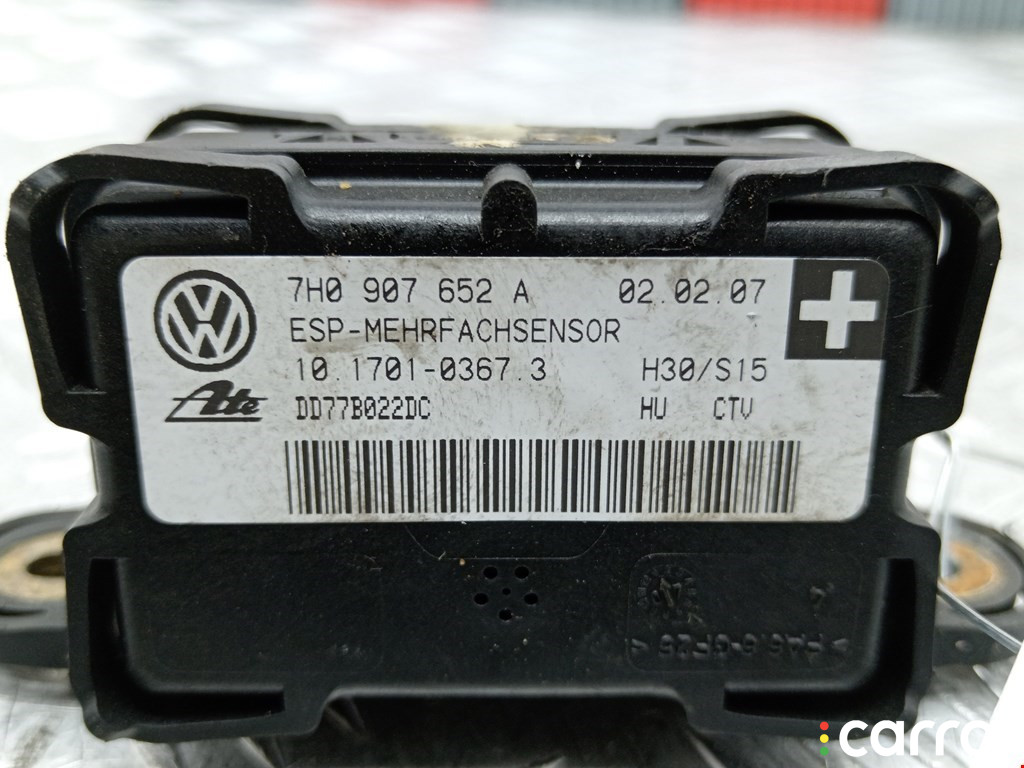 7H0 907 652 A 02.02.07
ESP-MEHRFACHSENSOR
10.1701-0367.3 H30/S15
Ate DD77B022DC HU CTV
carro